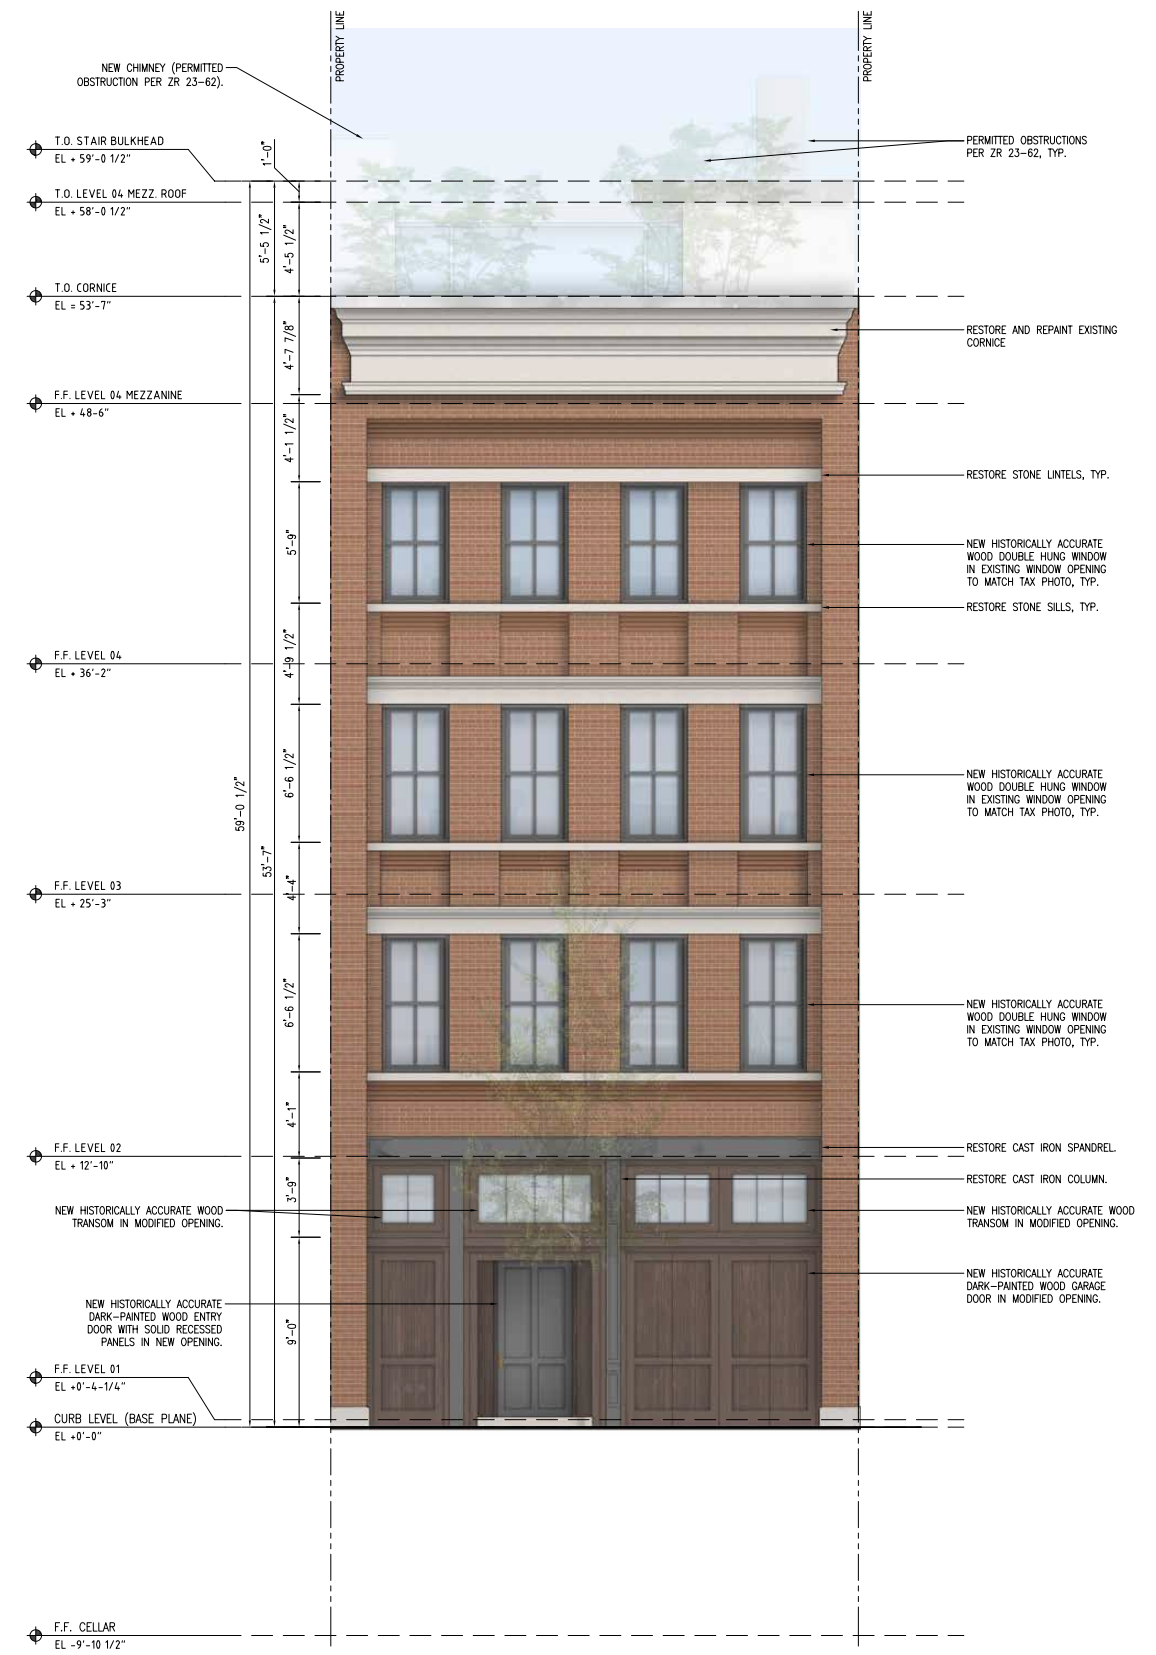 PROPERTY LINE
PROPERTY LINE
NEW CHIMNEY (PERMITTED
OBSTRUCTION PER ZR 23-62).
T.O. STAIR BULKHEAD
EL + 59'-0 1/2"
1'-0"
PERMITTED OBSTRUCTIONS
PER ZR 23-62, TYP.
T.O. LEVEL 04 MEZZ. ROOF
EL + 58'-0 1/2"
5'-5 1/2"
4'-5 1/2"
T.O. CORNICE
EL = 53'-7"
4'-7 7/8"
RESTORE AND REPAINT EXISTING
CORNICE
F.F. LEVEL 04 MEZZANINE
EL + 48-6"
4'-1 1/2"
RESTORE STONE LINTELS, TYP.
5'-9"
NEW HISTORICALLY ACCURATE
WOOD DOUBLE HUNG WINDOW
IN EXISTING WINDOW OPENING
TO MATCH TAX PHOTO, TYP.
RESTORE STONE SILLS, TYP.
4'-9 1/2"
F.F. LEVEL 04
EL + 36'-2"
6'-6 1/2"
NEW HISTORICALLY ACCURATE
WOOD DOUBLE HUNG WINDOW
IN EXISTING WINDOW OPENING
TO MATCH TAX PHOTO, TYP.
59'-0 1/2"
53'-7"
4'-4"
F.F. LEVEL 03
EL + 25'-3"
6'-6 1/2"
NEW HISTORICALLY ACCURATE
WOOD DOUBLE HUNG WINDOW
IN EXISTING WINDOW OPENING
TO MATCH TAX PHOTO, TYP.
4'-1"
F.F. LEVEL 02
EL + 12'-10"
RESTORE CAST IRON SPANDREL.
RESTORE CAST IRON COLUMN.
3'-9"
NEW HISTORICALLY ACCURATE WOOD
TRANSOM IN MODIFIED OPENING.
NEW HISTORICALLY ACCURATE WOOD
TRANSOM IN MODIFIED OPENING.
NEW HISTORICALLY ACCURATE
DARK-PAINTED WOOD GARAGE
DOOR IN MODIFIED OPENING.
NEW HISTORICALLY ACCURATE
DARK-PAINTED WOOD ENTRY
DOOR WITH SOLID RECESSED
PANELS IN NEW OPENING.
9'-0"
F.F. LEVEL 01
EL +0'-4-1/4"
CURB LEVEL (BASE PLANE)
EL +0'-0"
F.F. CELLAR
EL -9'-10 1/2"